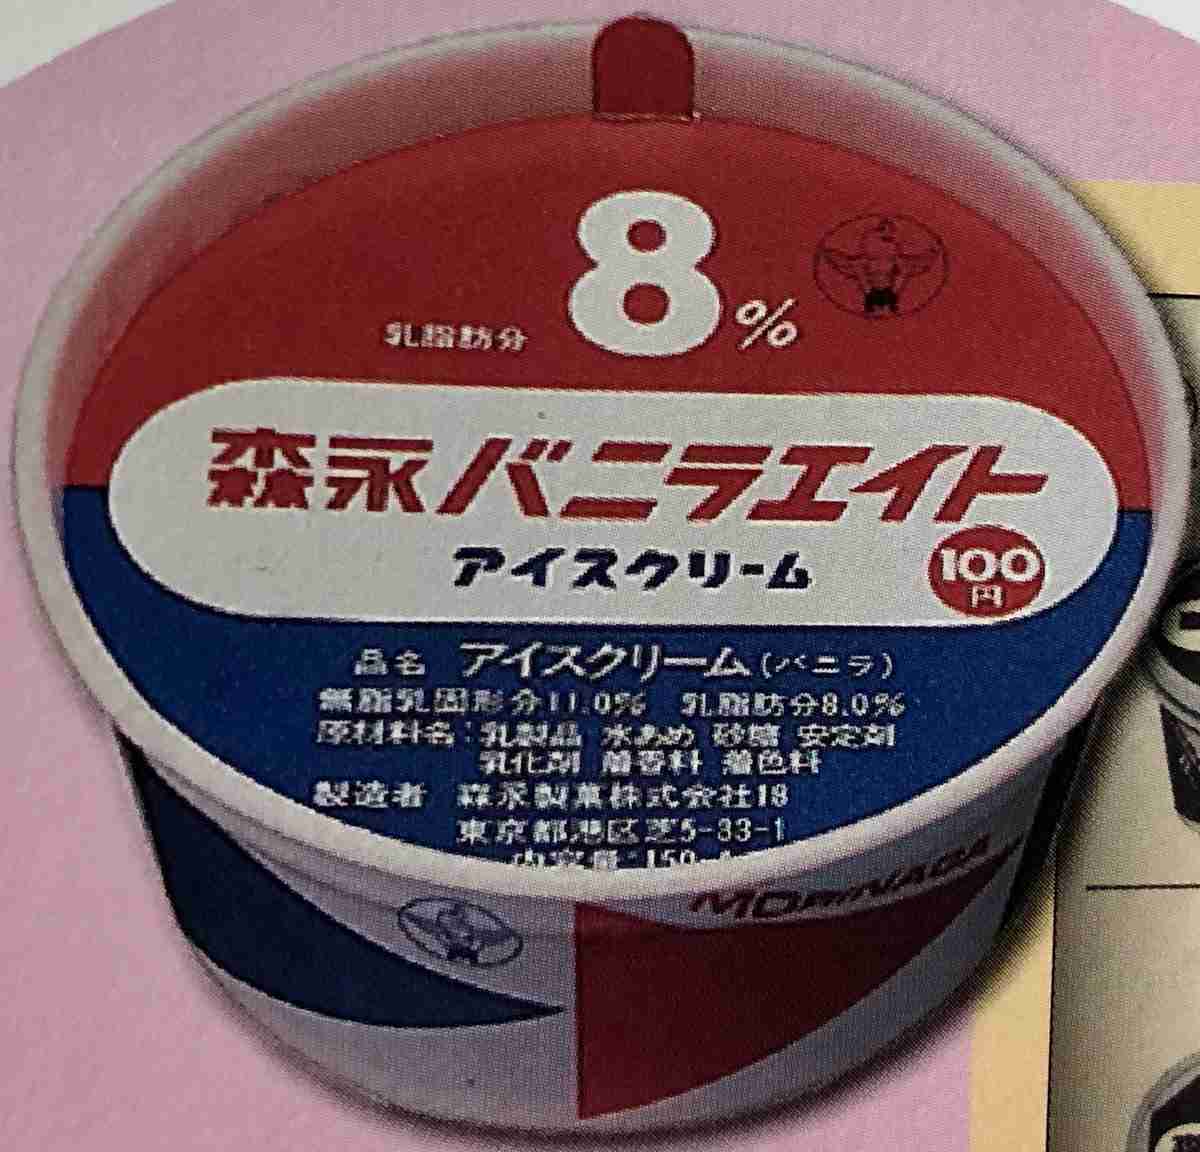 8%
乳脂肪分
森永バニラエイト
アイスクリーム
100
円
品名 アイスクリーム(バニラ)
無脂乳固形分11.0% 乳脂肪分8.0%
原材料名:乳製品 水あめ 砂糖 安定剤
乳化剤 着香料 着色料
製造者 森永製菓株式会社18
東京都港区芝5-33-1
内容量:150
MORINAGA